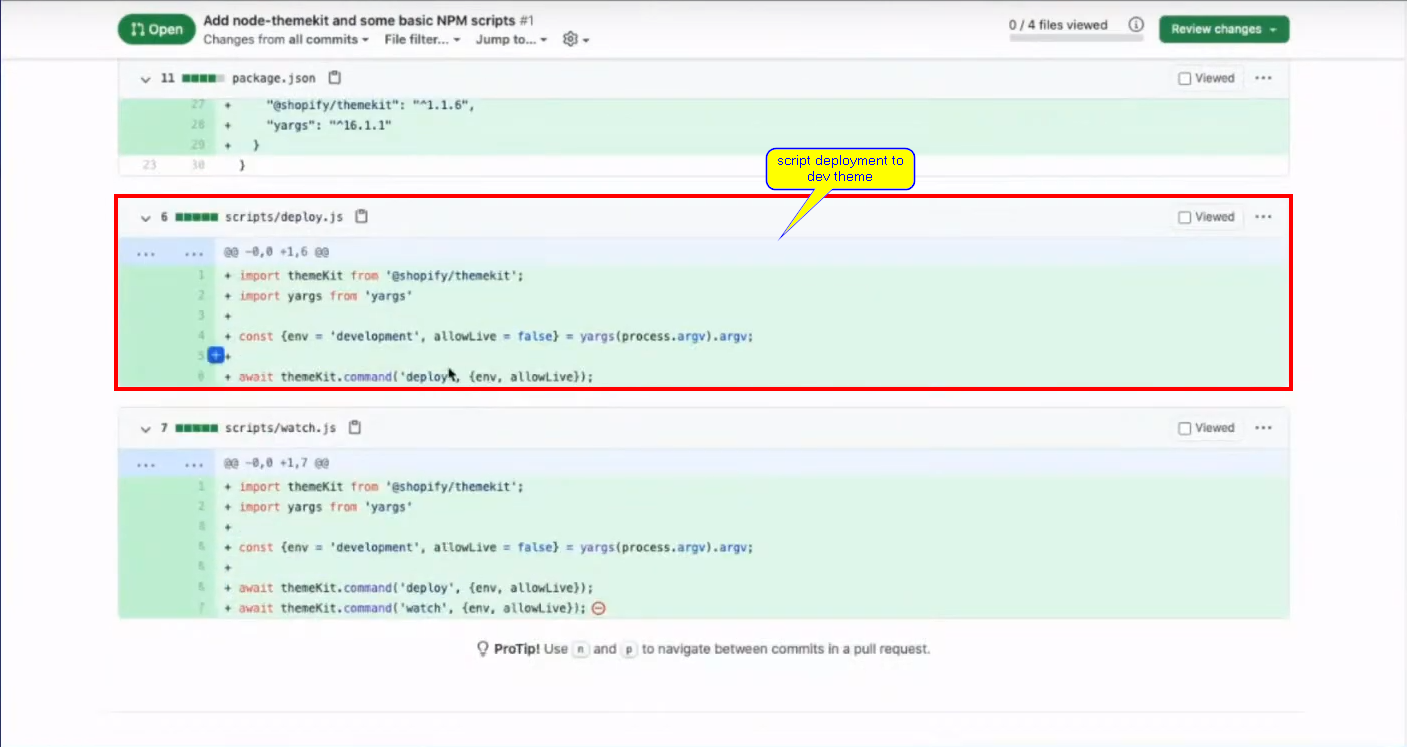 Open
Add node-themekit and some basic NPM scripts #1
Changes from all commits
File filter...
Jump to...
0 / 4 files viewed
Review changes
11 package.json
Viewed
27 + "@shopify/themekit": "^1.1.6",
28 + "yargs": "^16.1.1"
29 + }
23 30 }
script deployment to
dev theme
6 scripts/deploy.js
Viewed
... ... @@ -0,0 +1,6 @@
1 + import themeKit from '@shopify/themekit';
2 + import yargs from 'yargs'
3 +
4 + const {env = 'development', allowLive = false} = yargs(process.argv).argv;
5 +
6 + await themeKit.command('deploy', {env, allowLive});
7 scripts/watch.js
Viewed
... ... @@ -0,0 +1,7 @@
1 + import themeKit from '@shopify/themekit';
2 + import yargs from 'yargs'
+
+ const {env = 'development', allowLive = false} = yargs(process.argv).argv;
+
+ await themeKit.command('deploy', {env, allowLive});
7 + await themeKit.command('watch', {env, allowLive});
ProTip! Use n and p to navigate between commits in a pull request.